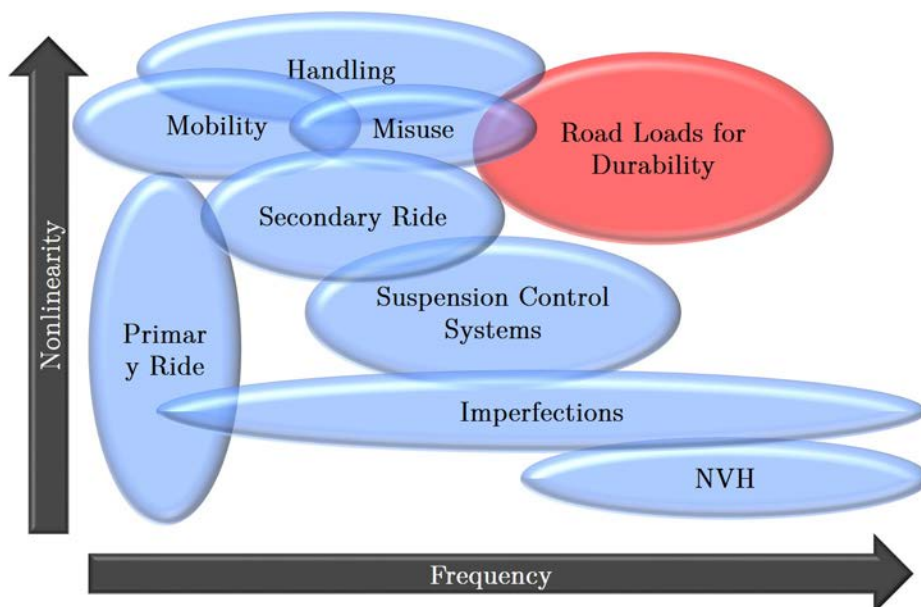 Handling
Mobility
Misuse
Road Loads for
Durability
Secondary Ride
Suspension Control
Systems
Primar
y Ride
Imperfections
NVH
Nonlinearity
Frequency